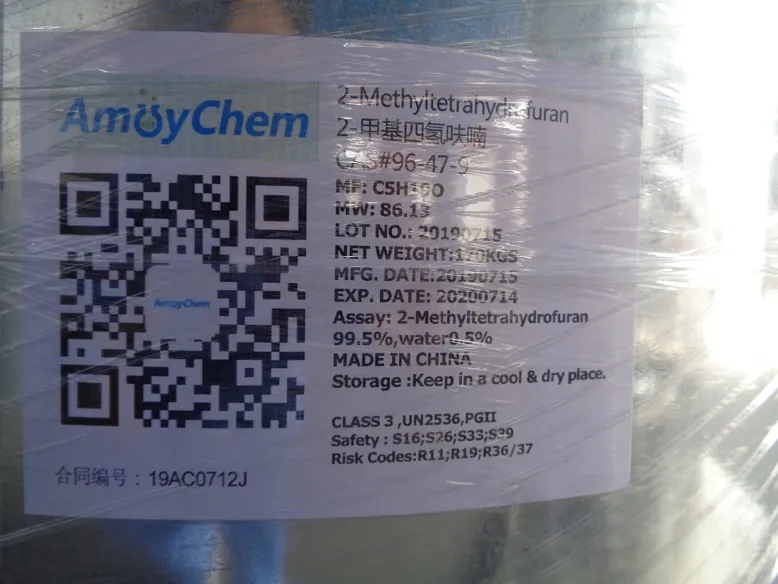 AmoyChem
2-Methyltetrahydrofuran
2-甲基四氢呋喃
CAS#96-47-9
MF: C5H10O
MW: 86.13
LOT NO.: 20190715
NET WEIGHT:170KGS
MFG. DATE:20190715
EXP. DATE: 20200714
Assay: 2-Methyltetrahydrofuran
99.5%,water0.5%
MADE IN CHINA
Storage :Keep in a cool & dry place.
CLASS 3 ,UN2536,PGII
Safety : S16;S26;S33;S39
Risk Codes:R11;R19;R36/37
AmoyChem
合同编号：19AC0712J